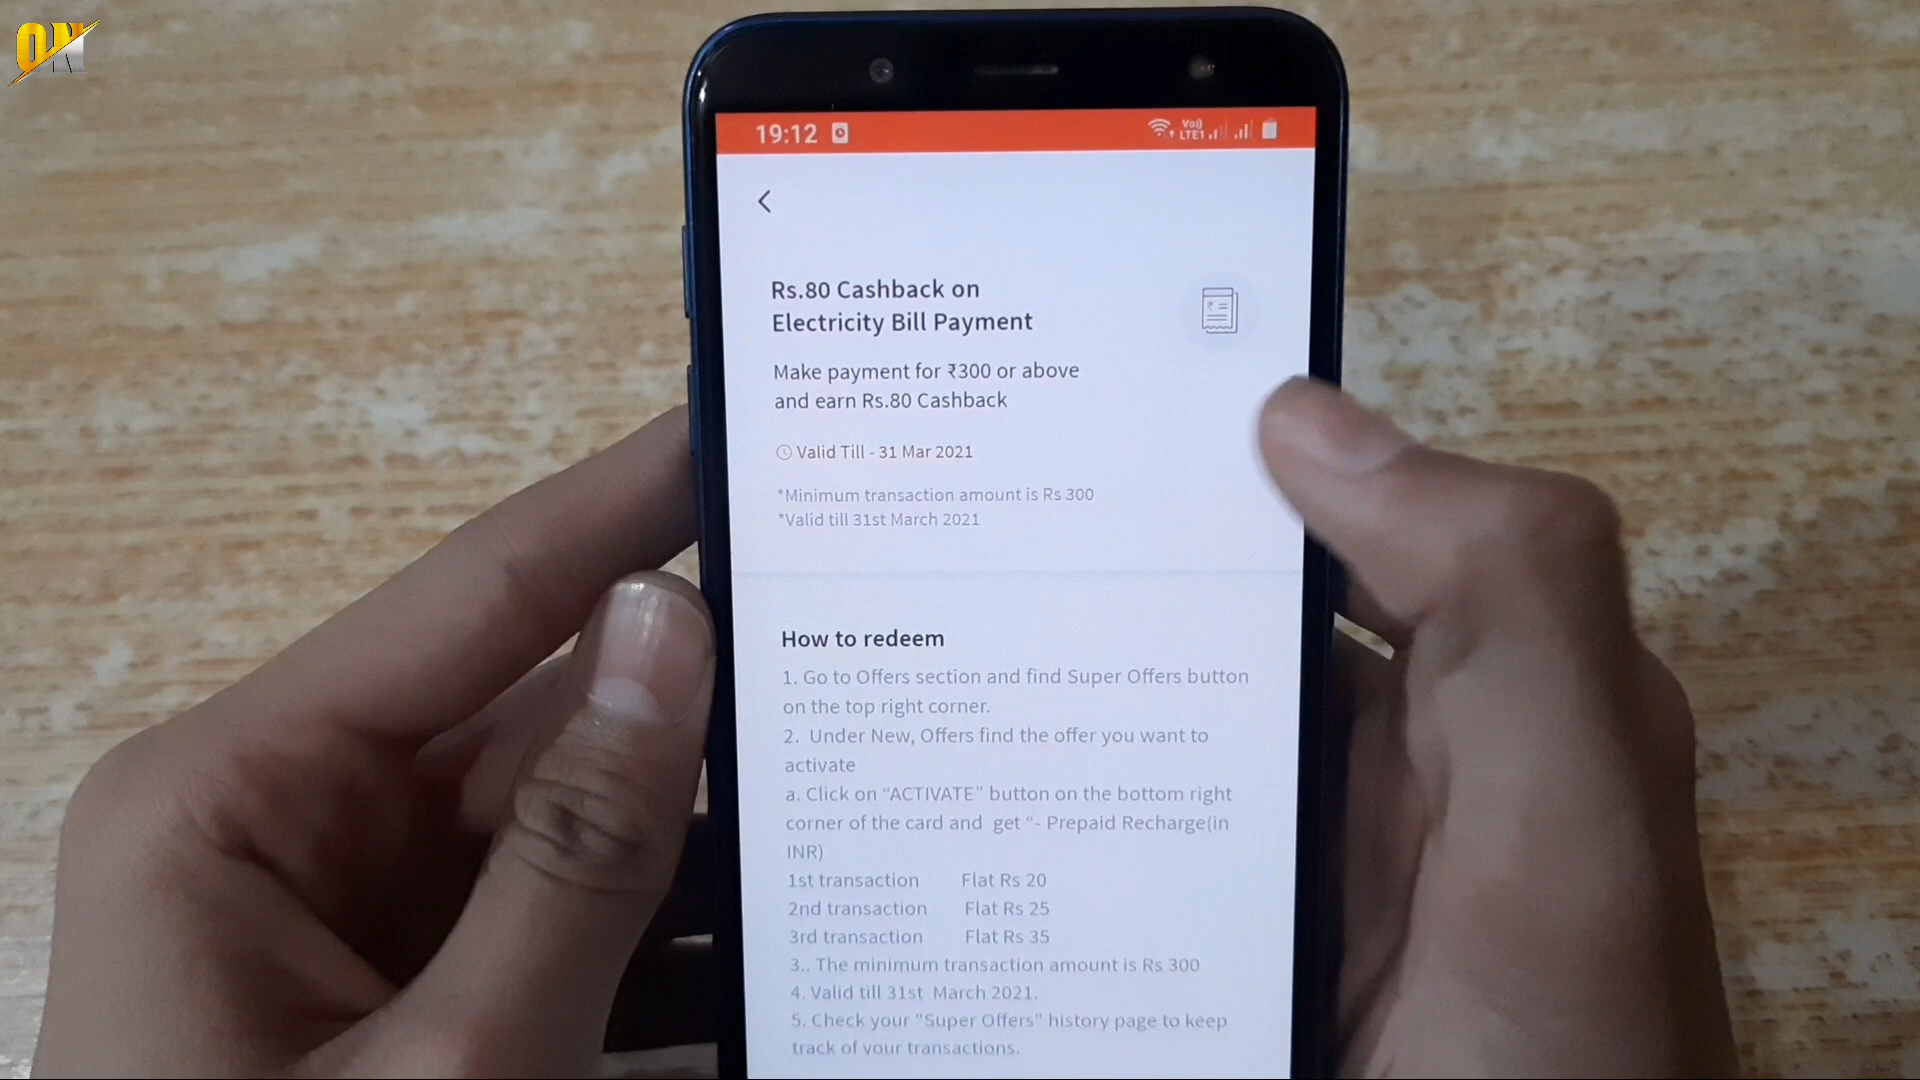 ON
19:12
Vo)
LTE1
Rs.80 Cashback on
Electricity Bill Payment
Make payment for ₹300 or above
and earn Rs.80 Cashback
Valid Till - 31 Mar 2021
*Minimum transaction amount is Rs 300
*Valid till 31st March 2021
How to redeem
1. Go to Offers section and find Super Offers button
on the top right corner.
2. Under New, Offers find the offer you want to
activate
a. Click on “ACTIVATE” button on the bottom right
corner of the card and get “- Prepaid Recharge(in
INR)
1st transaction Flat Rs 20
2nd transaction Flat Rs 25
3rd transaction Flat Rs 35
3.. The minimum transaction amount is Rs 300
4. Valid till 31st March 2021.
5. Check your "Super Offers" history page to keep
track of your transactions.